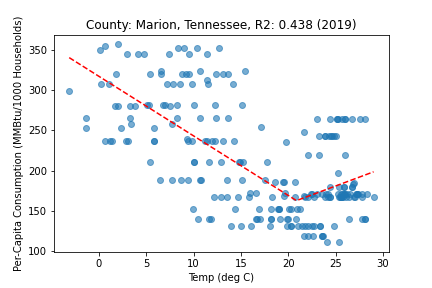 County: Marion, Tennessee, R2: 0.438 (2019)
Per-Capita Consumption (MMBtu/1000 Households)
350
300
250
200
150
100
0 5 10 15 20 25 30
Temp (deg C)